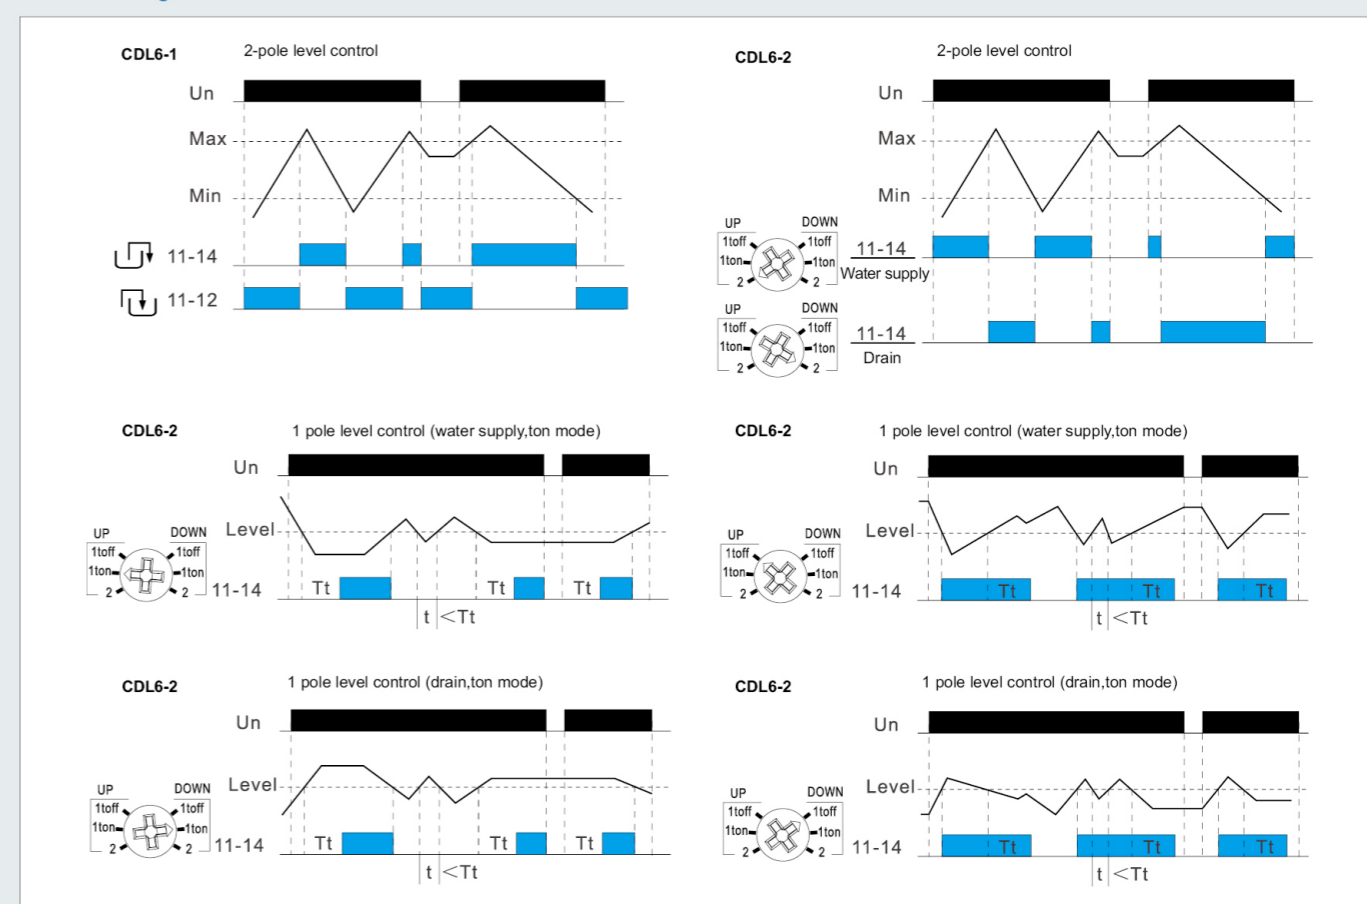 CDL6-1
2-pole level control
Un
Max
Min
11-14
11-12
CDL6-2
2-pole level control
Un
Max
Min
UP
DOWN
1toff
1toff
1ton
1ton
2
2
11-14
Water supply
UP
DOWN
1toff
1toff
1ton
1ton
2
2
11-14
Drain
CDL6-2
1 pole level control (water supply,ton mode)
Un
Level
UP
DOWN
1toff
1toff
1ton
1ton
2
2
11-14
Tt
Tt
Tt
t <Tt
CDL6-2
1 pole level control (water supply,ton mode)
Un
Level
UP
DOWN
1toff
1toff
1ton
1ton
2
2
11-14
Tt
Tt
Tt
t <Tt
CDL6-2
1 pole level control (drain,ton mode)
Un
Level
UP
DOWN
1toff
1toff
1ton
1ton
2
2
11-14
Tt
Tt
Tt
t <Tt
CDL6-2
1 pole level control (drain,ton mode)
Un
Level
UP
DOWN
1toff
1toff
1ton
1ton
2
2
11-14
Tt
Tt
Tt
t <Tt